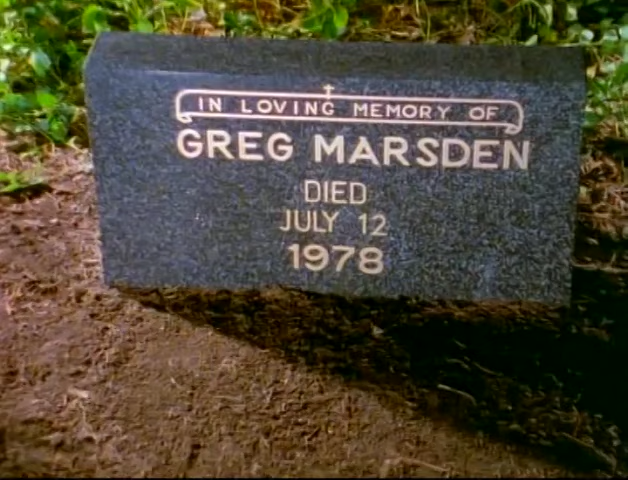 IN LOVING MEMORY OF
GREG MARSDEN
DIED
JULY 12
1978